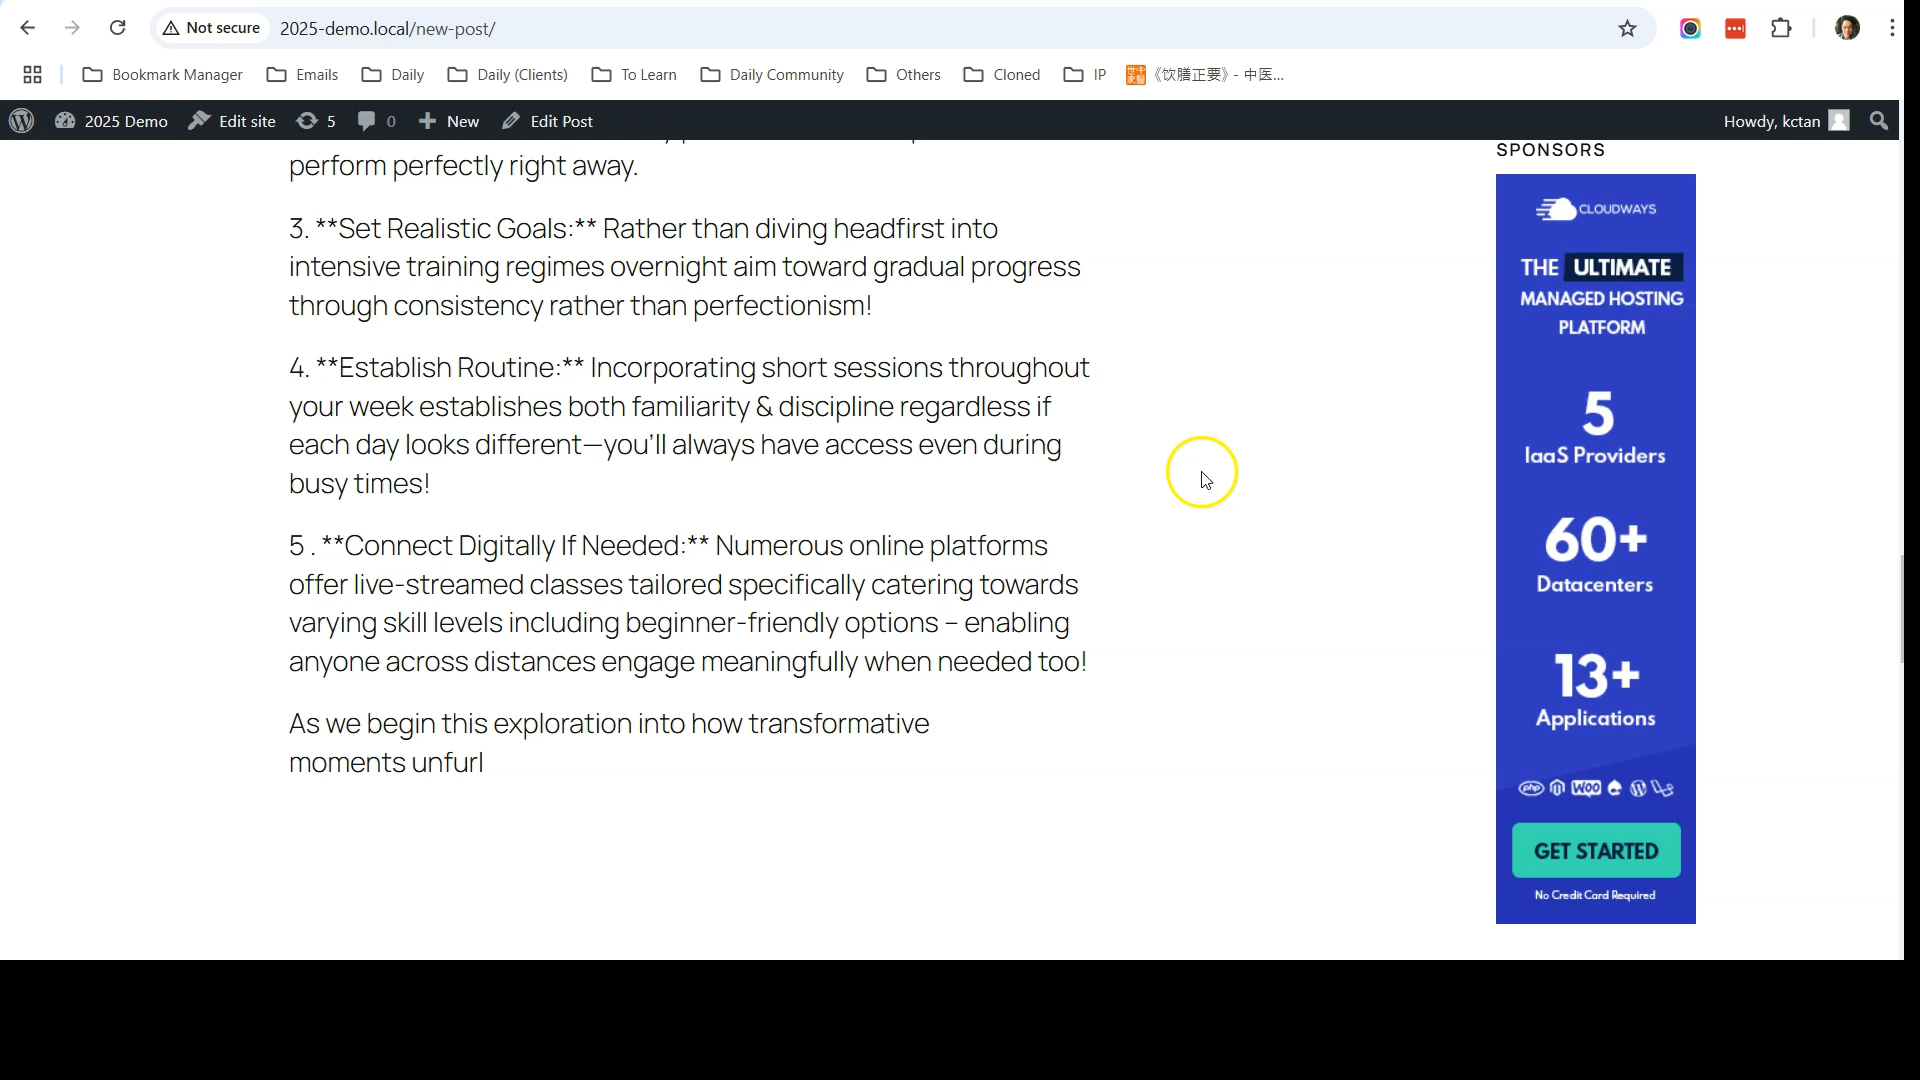 Not secure 2025-demo.local/new-post/
Bookmark Manager Emails Daily Daily (Clients) To Learn Daily Community Others Cloned IP 《饮膳正要》- 中医...
2025 Demo Edit site 5 0 New Edit Post Howdy, kctan
perform perfectly right away.
3. **Set Realistic Goals:** Rather than diving headfirst into
intensive training regimes overnight aim toward gradual progress
through consistency rather than perfectionism!
4. **Establish Routine:** Incorporating short sessions throughout
your week establishes both familiarity & discipline regardless if
each day looks different—you’ll always have access even during
busy times!
5 . **Connect Digitally If Needed:** Numerous online platforms
offer live-streamed classes tailored specifically catering towards
varying skill levels including beginner-friendly options – enabling
anyone across distances engage meaningfully when needed too!
As we begin this exploration into how transformative
moments unfurl
SPONSORS
CLOUDWAYS
THE ULTIMATE
MANAGED HOSTING
PLATFORM
5
IaaS Providers
60+
Datacenters
13+
Applications
php WOO
GET STARTED
No Credit Card Required